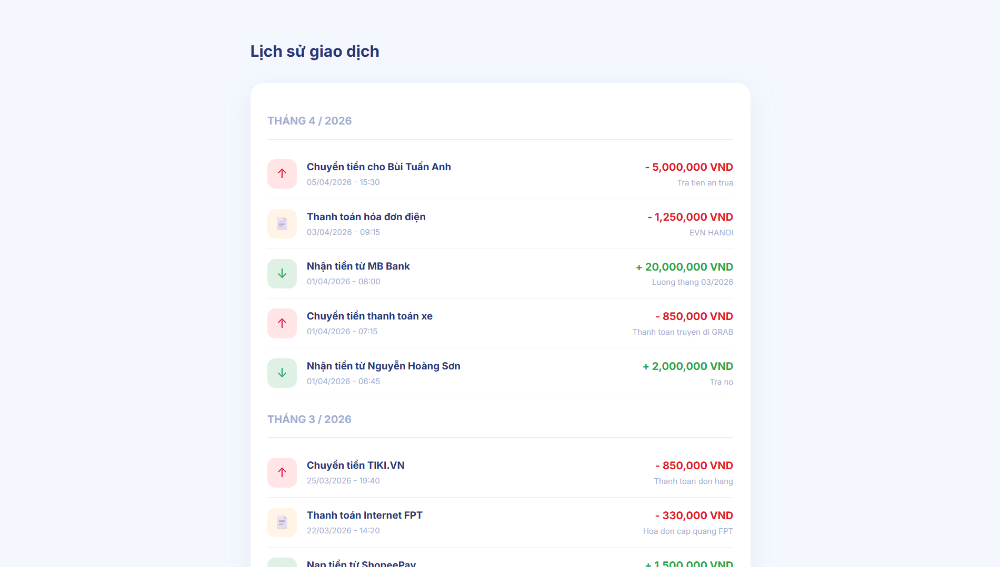 Lịch sử giao dịch
THÁNG 4 / 2026
Chuyển tiền cho Bùi Tuấn Anh
- 5,000,000 VND
05/04/2026 - 15:30
Tra tien an trua
Thanh toán hóa đơn điện
- 1,250,000 VND
03/04/2026 - 09:15
EVN HANOI
Nhận tiền từ MB Bank
+ 20,000,000 VND
01/04/2026 - 08:00
Luong thang 03/2026
Chuyển tiền thanh toán xe
- 850,000 VND
01/04/2026 - 07:15
Thanh toan truyen di GRAB
Nhận tiền từ Nguyễn Hoàng Sơn
+ 2,000,000 VND
01/04/2026 - 06:45
Tra no
THÁNG 3 / 2026
Chuyển tiền TIKI.VN
- 850,000 VND
25/03/2026 - 19:40
Thanh toan don hang
Thanh toán Internet FPT
- 330,000 VND
22/03/2026 - 14:20
Hoa don cap quang FPT
Nạp tiền từ ShopeePay
+ 1,500,000 VND